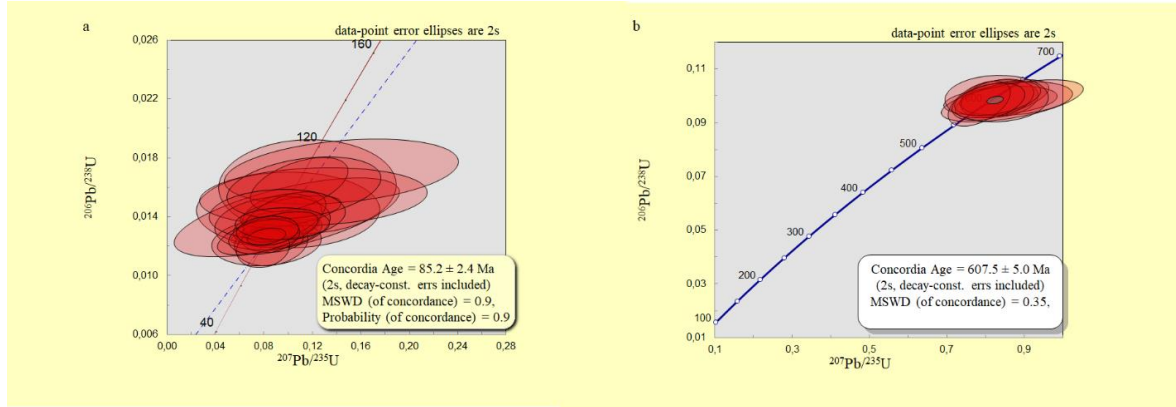 a
data-point error ellipses are 2s
0,026
0,022
0,018
0,014
0,010
0,006
206Pb/238U
160
120
40
Concordia Age = 85.2 ± 2.4 Ma
(2s, decay-const. errs included)
MSWD (of concordance) = 0.9,
Probability (of concordance) = 0.9
0,00 0,04 0,08 0,12 0,16 0,20 0,24 0,28
207Pb/235U
b
data-point error ellipses are 2s
0,11
0,09
0,07
0,05
0,03
0,01
206Pb/238U
700
500
400
300
200
100
Concordia Age = 607.5 ± 5.0 Ma
(2s, decay-const. errs included)
MSWD (of concordance) = 0.35,
0,1 0,3 0,5 0,7 0,9
207Pb/235U